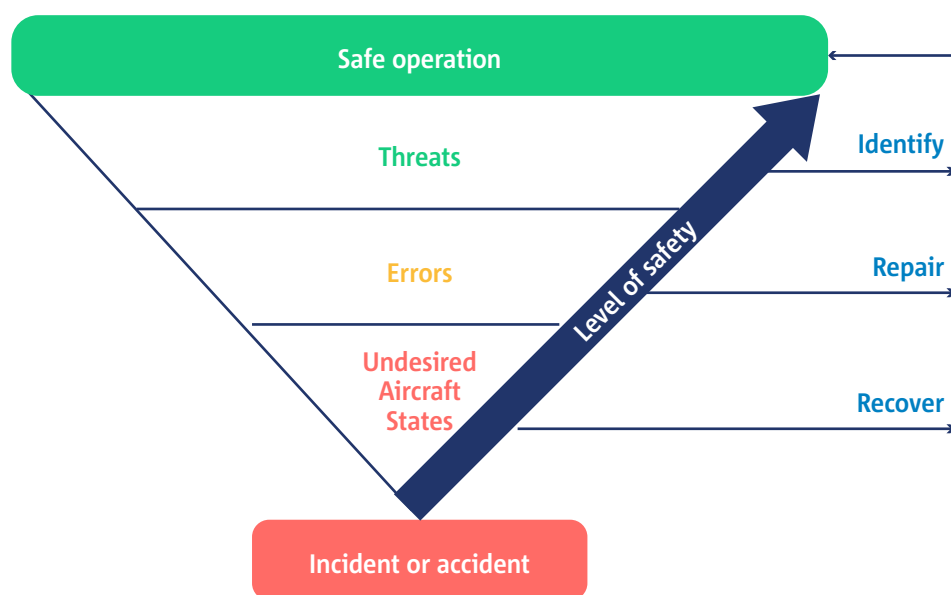 Safe operation
Threats
Identify
Errors
Repair
Level of safety
Undesired
Aircraft
States
Recover
Incident or accident